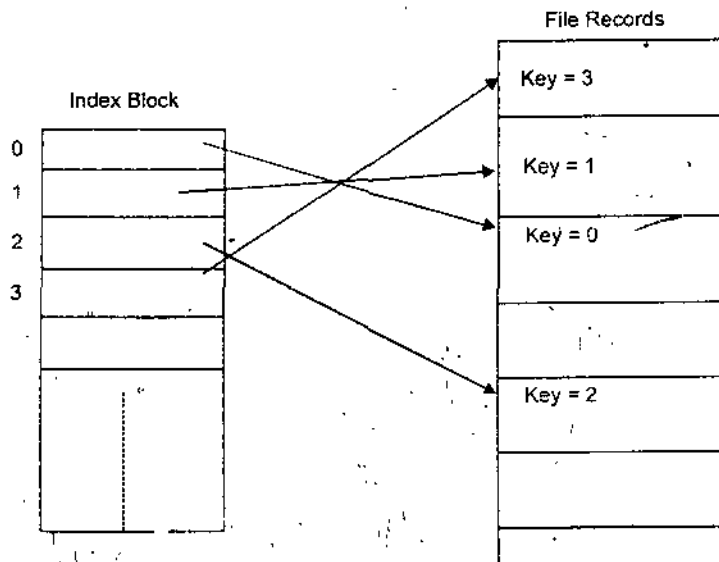 File Records
Index Block
Key = 3
0
1
Key = 1
2
Key = 0
3
Key = 2